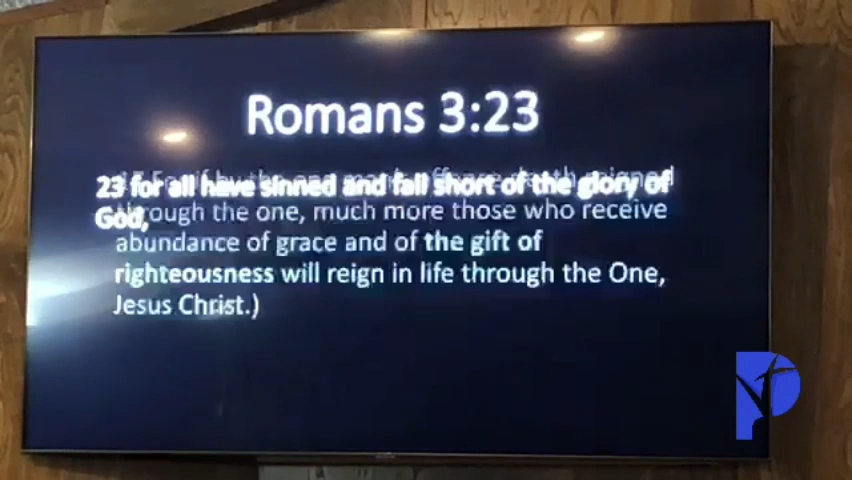 Romans 3:23
23 for all have sinned and fall short of the glory of
God,
through the one, much more those who receive
abundance of grace and of the gift of
righteousness will reign in life through the One,
Jesus Christ.)